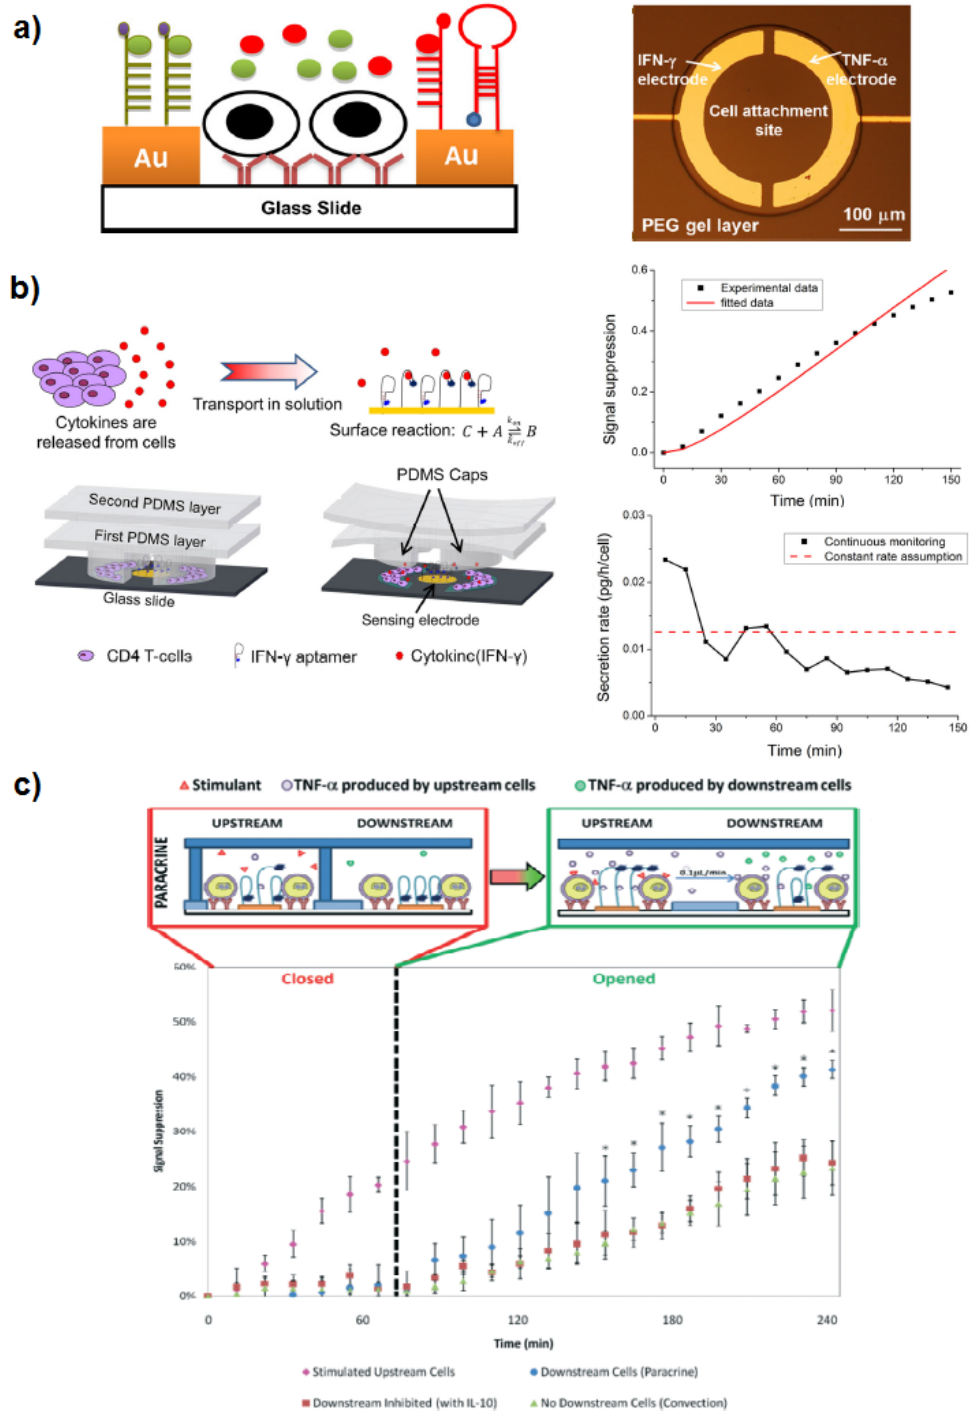 a)
Au
Au
Glass Slide
IFN-γ
electrode
TNF-α
electrode
Cell attachment
site
PEG gel layer
100 μm
b)
Cytokines are
released from cells
Transport in solution
Surface reaction: C + A ⇌ B
k_on
k_off
PDMS Caps
Second PDMS layer
First PDMS layer
Glass slide
Sensing electrode
CD4 T-cells
IFN-γ aptamer
Cytokine(IFN-γ)
Experimental data
fitted data
Signal suppression
0.6
0.4
0.2
0.0
0 30 60 90 120 150
Time (min)
Continuous monitoring
Constant rate assumption
Secretion rate (pg/h/cell)
0.03
0.02
0.01
0.00
0 30 60 90 120 150
Time (min)
c)
Stimulant
TNF-α produced by upstream cells
TNF-α produced by downstream cells
PARACRINE
UPSTREAM
DOWNSTREAM
UPSTREAM
DOWNSTREAM
0.1μL/min
Closed
Opened
Signal Suppression
60%
50%
40%
30%
20%
10%
0%
0 60 120 180 240
Time (min)
Stimulated Upstream Cells
Downstream Cells (Paracrine)
Downstream Inhibited (with IL-10)
No Downstream Cells (Convection)